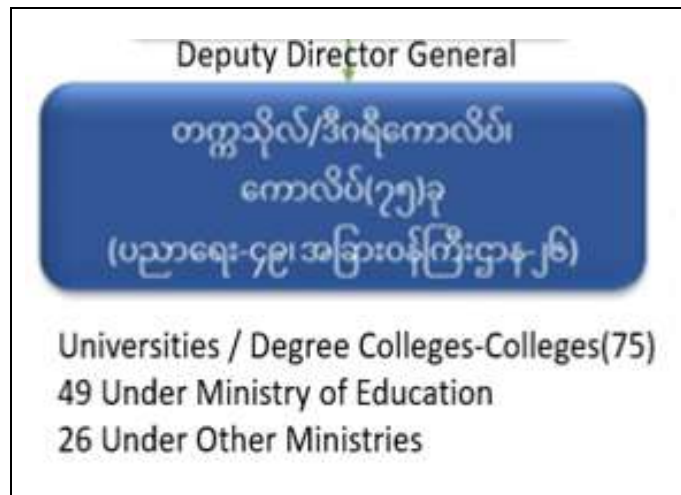 Deputy Director General
တက္ကသိုလ်/ဒီဂရီကောလိပ်၊
ကောလိပ်(၇၅)ခု
(ပညာရေး-၄၉၊ အခြားဝန်ကြီးဌာန-၂၆)
Universities / Degree Colleges-Colleges(75)
49 Under Ministry of Education
26 Under Other Ministries